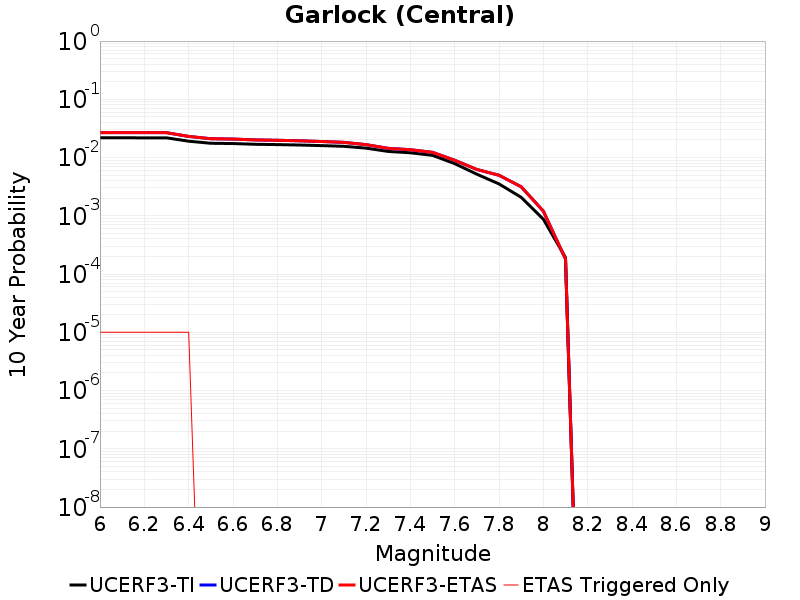 Garlock (Central)
10 Year Probability
10^0
10^-1
10^-2
10^-3
10^-4
10^-5
10^-6
10^-7
10^-8
6 6.2 6.4 6.6 6.8 7 7.2 7.4 7.6 7.8 8 8.2 8.4 8.6 8.8 9
Magnitude
UCERF3-TI UCERF3-TD UCERF3-ETAS ETAS Triggered Only